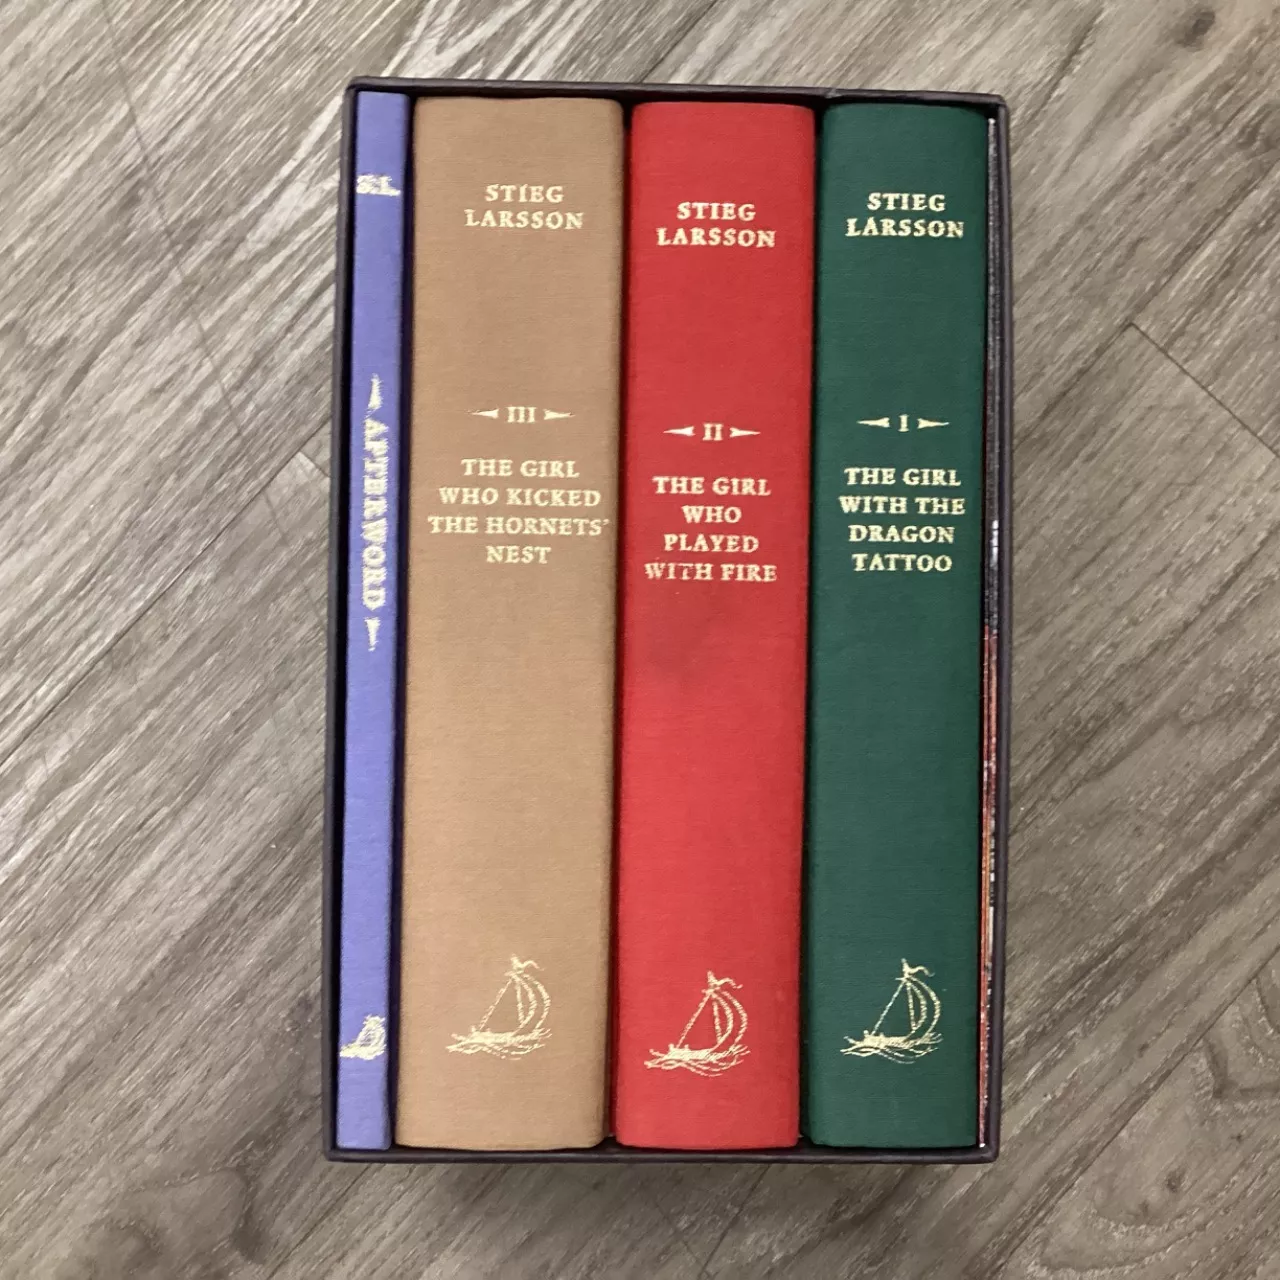 S.L.
AFTERWORD
STIEG
LARSSON
III
THE GIRL
WHO KICKED
THE HORNETS'
NEST
STIEG
LARSSON
II
THE GIRL
WHO
PLAYED
WITH FIRE
STIEG
LARSSON
I
THE GIRL
WITH THE
DRAGON
TATTOO